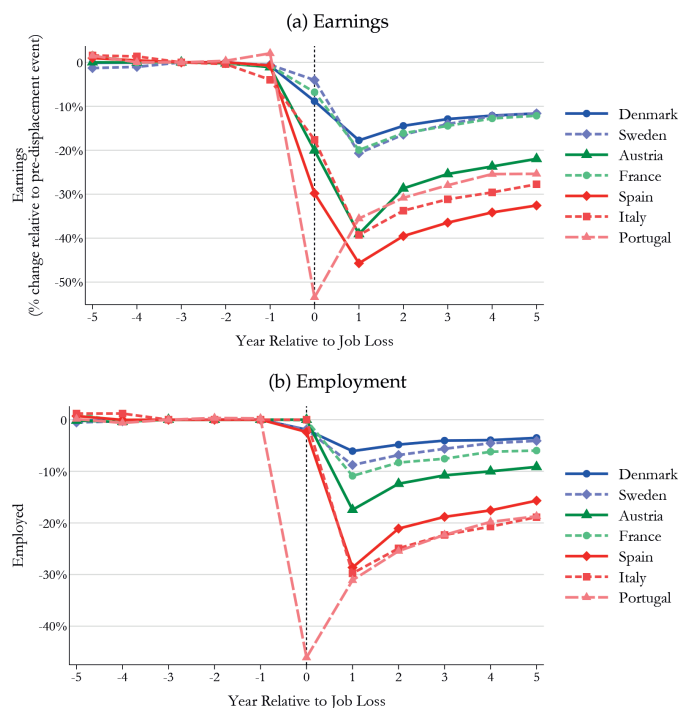 (a) Earnings
Earnings
(% change relative to pre-displacement event)
0
-10%
-20%
-30%
-40%
-50%
-5 -4 -3 -2 -1 0 1 2 3 4 5
Year Relative to Job Loss
Denmark
Sweden
Austria
France
Spain
Italy
Portugal
(b) Employment
Employed
0
-10%
-20%
-30%
-40%
-5 -4 -3 -2 -1 0 1 2 3 4 5
Year Relative to Job Loss
Denmark
Sweden
Austria
France
Spain
Italy
Portugal